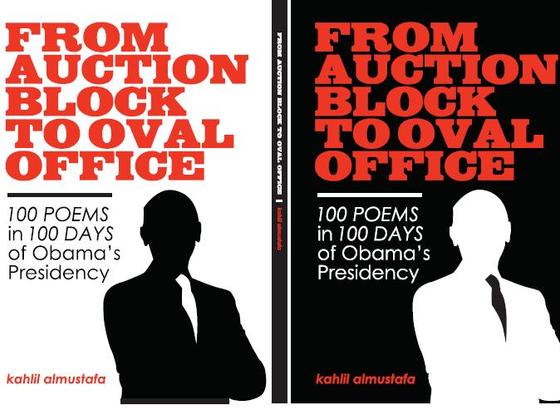 FROM
AUCTION
BLOCK
TO OVAL
OFFICE
100 POEMS
in 100 DAYS
of Obama's
Presidency
kahlil almustafa
FROM AUCTION BLOCK TO OVAL OFFICE | kahlil almustafa
FROM
AUCTION
BLOCK
TO OVAL
OFFICE
100 POEMS
in 100 DAYS
of Obama's
Presidency
kahlil almustafa